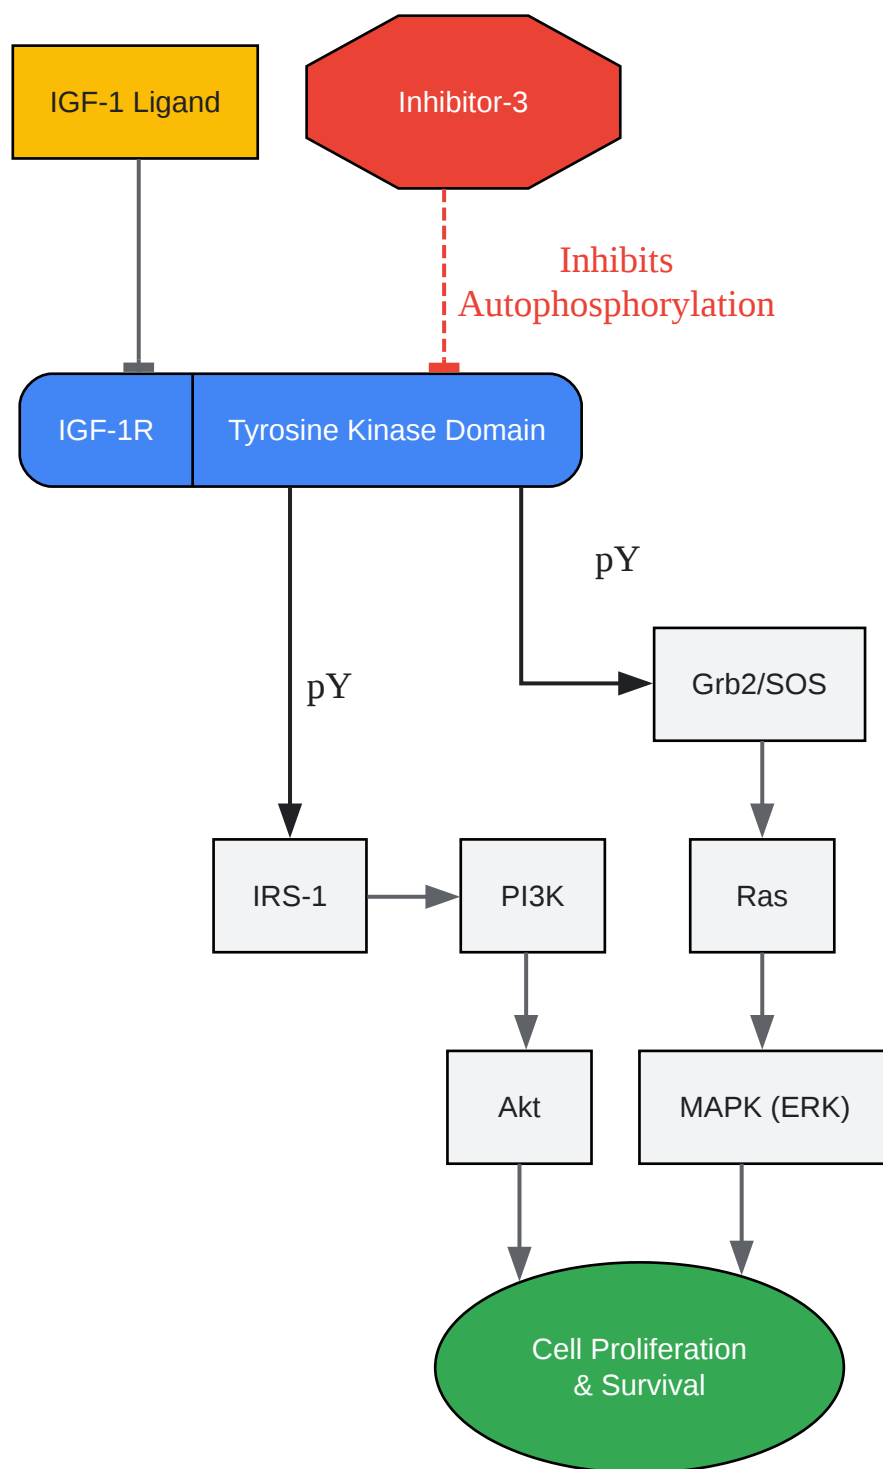 IGF-1 Ligand
Inhibitor-3
Inhibits
Autophosphorylation
IGF-1R
Tyrosine Kinase Domain
pY
pY
Grb2/SOS
IRS-1
PI3K
Ras
Akt
MAPK (ERK)
Cell Proliferation
& Survival